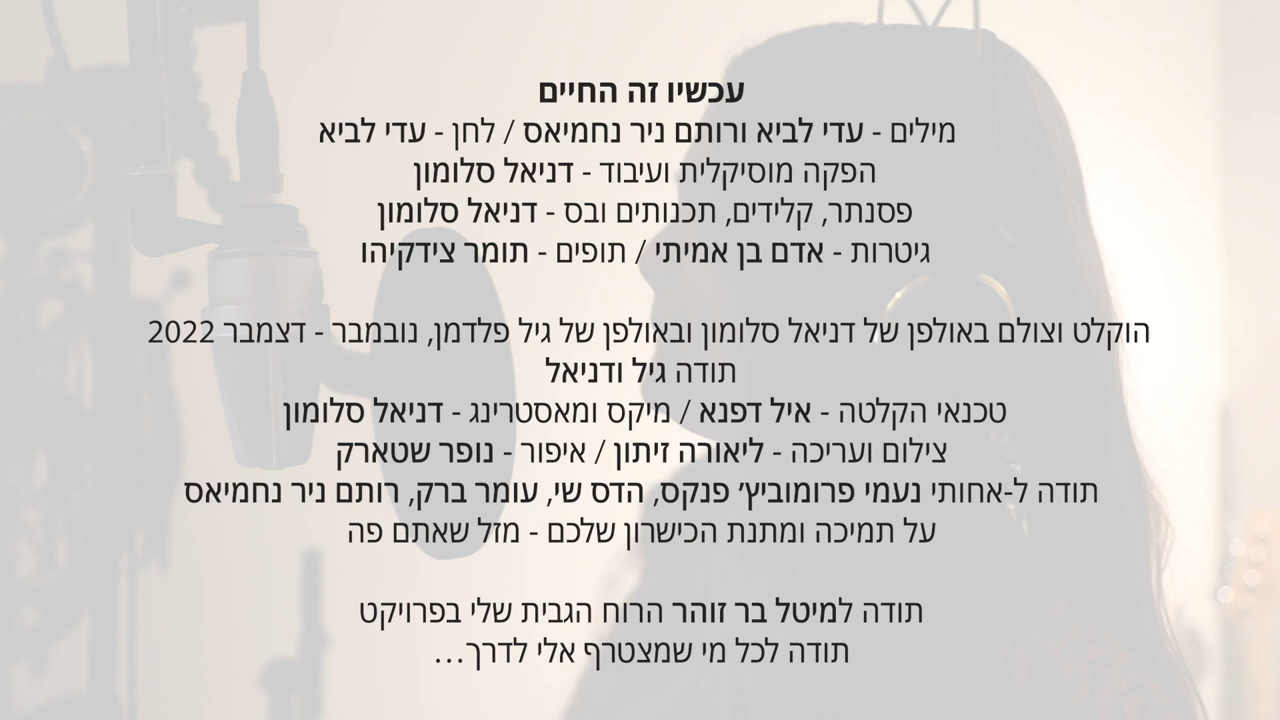 עכשיו זה החיים
מילים - עדי לביא ורותם ניר נחמיאס / לחן - עדי לביא
הפקה מוסיקלית ועיבוד - דניאל סלומון
פסנתר, קלידים, תכנותים ובס - דניאל סלומון
גיטרות - אדם בן אמיתי / תופים - תומר צידקיהו
הוקלט וצולם באולפן של דניאל סלומון ובאולפן של גיל פלדמן, נובמבר - דצמבר 2022
תודה גיל ודניאל
טכנאי הקלטה - איל דפנא / מיקס ומאסטרינג - דניאל סלומון
צילום ועריכה - ליאורה זיתון / איפור - נופר שטארק
תודה ל-אחותי נעמי פרומוביץ׳ פנקס, הדס שי, עומר ברק, רותם ניר נחמיאס
על תמיכה ומתנת הכישרון שלכם - מזל שאתם פה
תודה למיטל בר זוהר הרוח הגבית שלי בפרויקט
תודה לכל מי שמצטרף אלי לדרך...